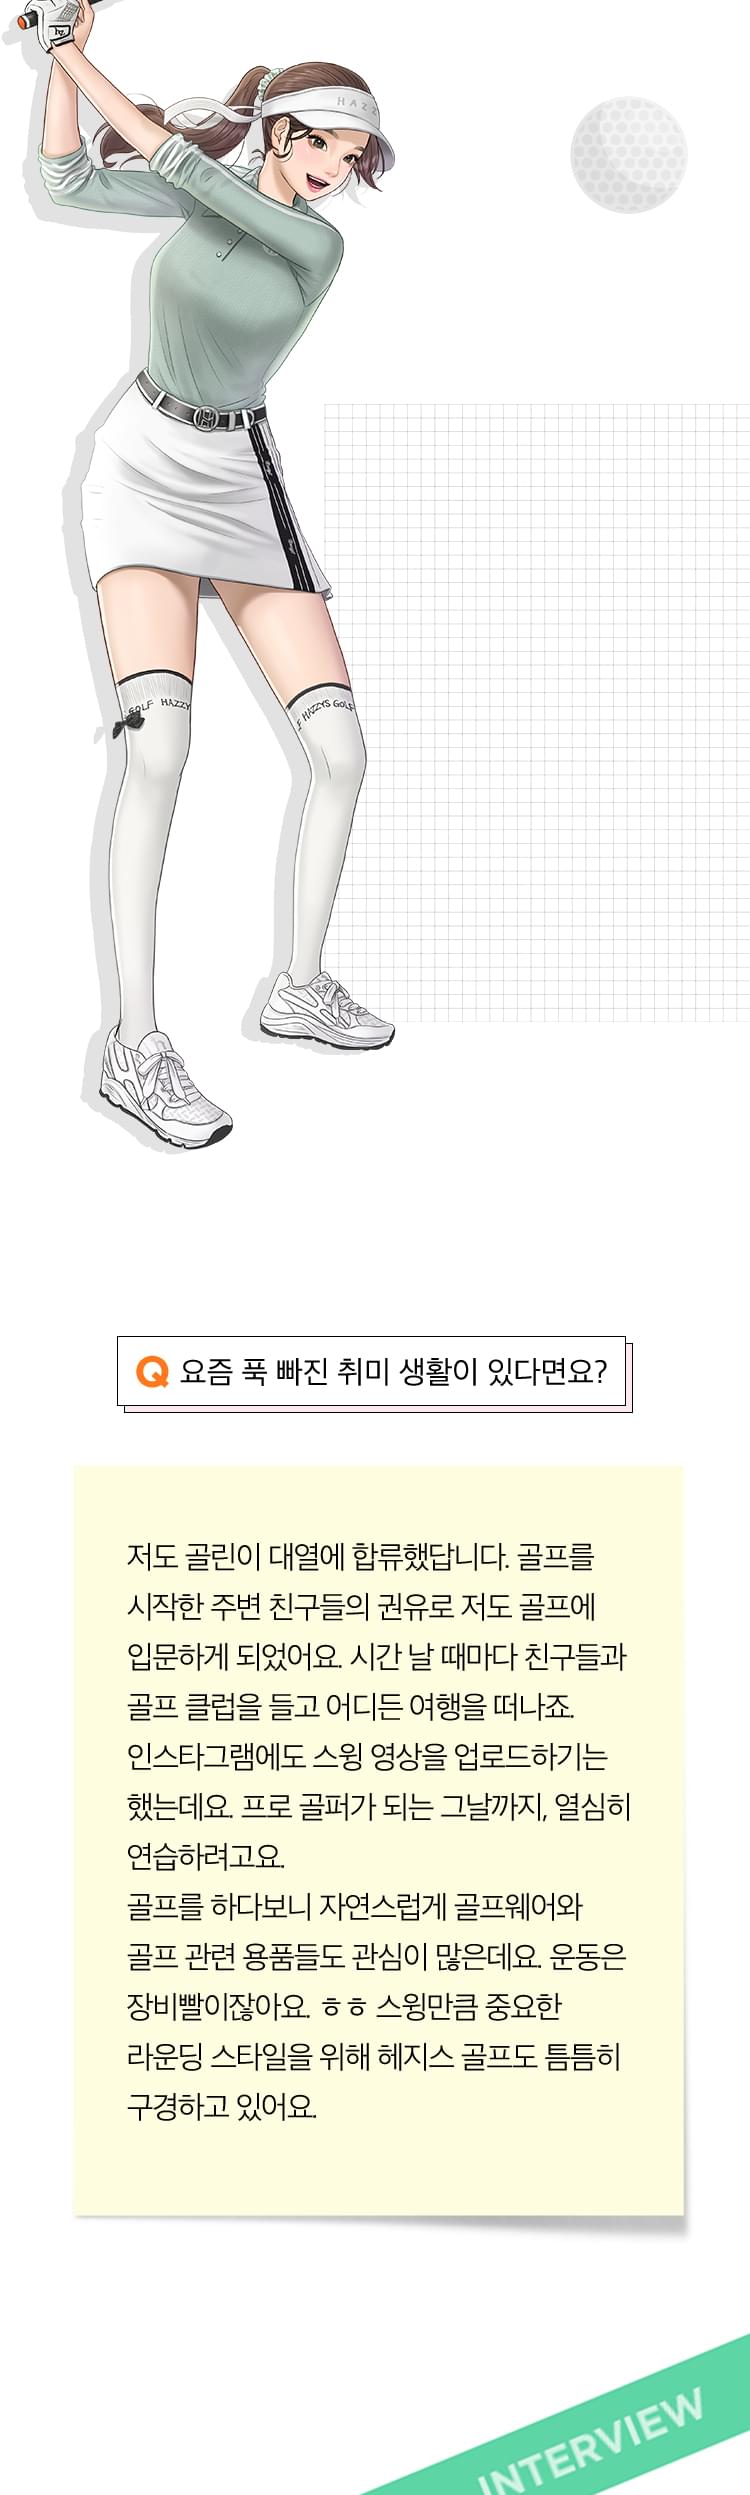 HAZZ
GOLF HAZZY
F HAZZYS GOLF
Q 요즘 푹 빠진 취미 생활이 있다면요?
저도 골린이 대열에 합류했답니다. 골프를
시작한 주변 친구들의 권유로 저도 골프에
입문하게 되었어요. 시간 날 때마다 친구들과
골프 클럽을 들고 어디든 여행을 떠나죠.
인스타그램에도 스윙 영상을 업로드하기는
했는데요. 프로 골퍼가 되는 그날까지, 열심히
연습하려고요.
골프를 하다보니 자연스럽게 골프웨어와
골프 관련 용품들도 관심이 많은데요. 운동은
장비빨이잖아요. ㅎㅎ 스윙만큼 중요한
라운딩 스타일을 위해 헤지스 골프도 틈틈히
구경하고 있어요.
INTERVIEW